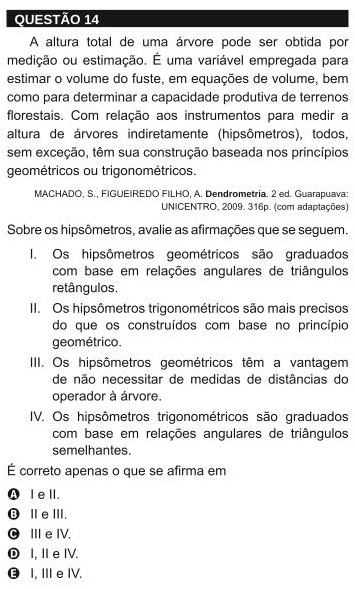 QUESTÃO 14
A altura total de uma árvore pode ser obtida por
medição ou estimação. É uma variável empregada para
estimar o volume do fuste, em equações de volume, bem
como para determinar a capacidade produtiva de terrenos
florestais. Com relação aos instrumentos para medir a
altura de árvores indiretamente (hipsômetros), todos,
sem exceção, têm sua construção baseada nos princípios
geométricos ou trigonométricos.
MACHADO, S., FIGUEIREDO FILHO, A. Dendrometria. 2 ed. Guarapuava:
UNICENTRO, 2009. 316p. (com adaptações)
Sobre os hipsômetros, avalie as afirmações que se seguem.
I. Os hipsômetros geométricos são graduados
com base em relações angulares de triângulos
retângulos.
II. Os hipsômetros trigonométricos são mais precisos
do que os construídos com base no princípio
geométrico.
III. Os hipsômetros geométricos têm a vantagem
de não necessitar de medidas de distâncias do
operador à árvore.
IV. Os hipsômetros trigonométricos são graduados
com base em relações angulares de triângulos
semelhantes.
É correto apenas o que se afirma em
A I e II.
B II e III.
C III e IV.
D I, II e IV.
E I, III e IV.